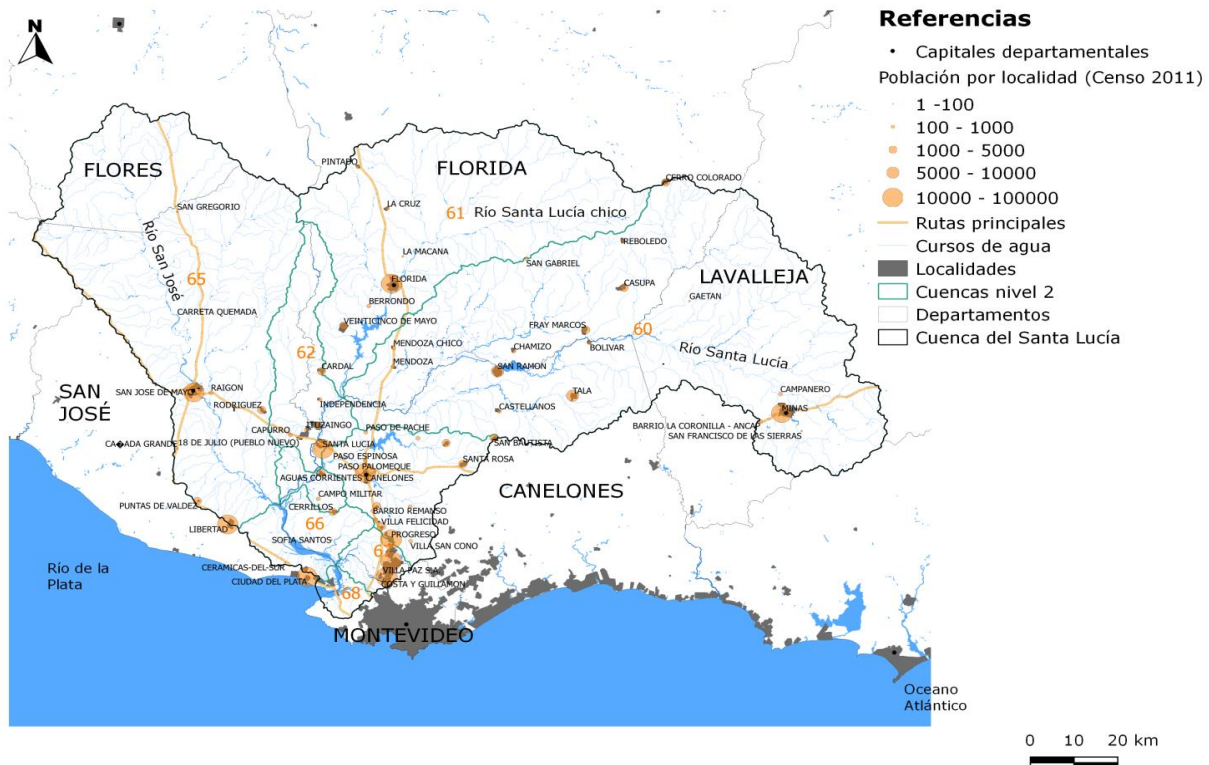 N
Referencias
Capitales departamentales
Población por localidad (Censo 2011)
1 -100
100 - 1000
1000 - 5000
5000 - 10000
10000 - 100000
Rutas principales
Cursos de agua
Localidades
Cuencas nivel 2
Departamentos
Cuenca del Santa Lucía
FLORES
PINTADO
FLORIDA
CERRO COLORADO
SAN GREGORIO
LA CRUZ
61 Río Santa Lucía chico
Río San José
REBOLEDO
LA MACANA
SAN GABRIEL
LAVALLEJA
65
FLORIDA
CASUPA
BERRONDO
GAETAN
CARRETA QUEMADA
VEINTICINCO DE MAYO
FRAY MARCOS
60
MENDOZA CHICO
CHAMIZO
BOLIVAR
Río Santa Lucía
62
CARDAL
MENDOZA
SAN RAMON
SAN JOSÉ
SAN JOSE DE MAYO
RAIGON
TALA
CAMPANERO
RODRIGUEZ
INDEPENDENCIA
CASTELLANOS
MINAS
CAPURRO
ITUZAINGO
PASO DE PACHE
BARRIO LA CORONILLA - ANCAP
SAN FRANCISCO DE LAS SIERRAS
CA�ADA GRANDE
18 DE JULIO (PUEBLO NUEVO)
SANTA LUCIA
SAN BAUTISTA
PASO ESPINOSA
PASO PALOMEQUE
SANTA ROSA
AGUAS CORRIENTES
CANELONES
CANELONES
CAMPO MILITAR
PUNTAS DE VALDEZ
CERRILLOS
BARRIO REMANSO
LIBERTAD
66
VILLA FELICIDAD
SOFIA SANTOS
PROGRESO
VILLA SAN CONO
Río de la
Plata
CERAMICAS-DEL-SUR
VILLA PAZ S.A.
CIUDAD DEL PLATA
COSTA Y GUILLAMON
68
MONTEVIDEO
Oceano
Atlántico
0 10 20 km